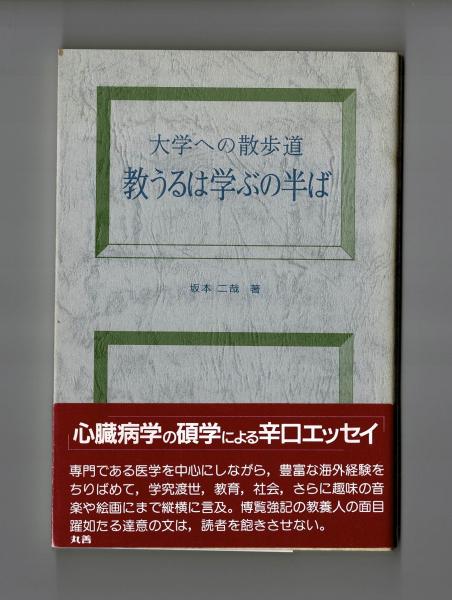 大学への散歩道
教うるは学ぶの半ば
坂本 二哉 著
心臓病学の碩学による辛口エッセイ
専門である医学を中心にしながら，豊富な海外経験を
ちりばめて，学究渡世，教育，社会，さらに趣味の音
楽や絵画にまで縦横に言及。博覧強記の教養人の面目
躍如たる達意の文は，読者を飽きさせない。
丸善